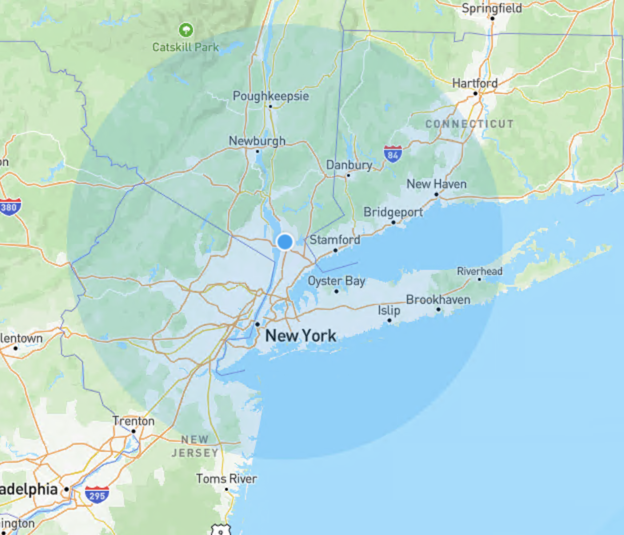 Springfield
Catskill Park
Hartford
Poughkeepsie
CONNECTICUT
Newburgh
84
Danbury
on
New Haven
380
Bridgeport
Stamford
Riverhead
Oyster Bay
Brookhaven
Islip
New York
lentown
Trenton
NEW
JERSEY
Toms River
adelphia
295
ington
9